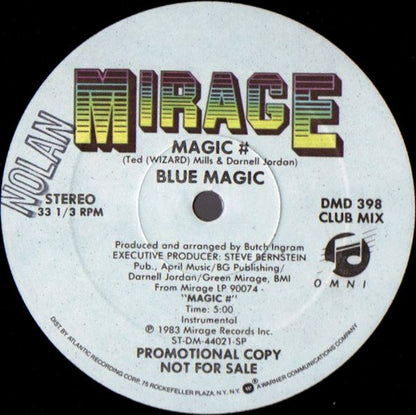 MIRAGE
NOLAN
MAGIC #
(Ted (WIZARD) Mills & Darnell Jordan)
BLUE MAGIC
STEREO
33 1/3 RPM
DMD 398
CLUB MIX
OMNI
Produced and arranged by Butch Ingram
EXECUTIVE PRODUCER: STEVE BERNSTEIN
Pub., April Music/BG Publishing/
Darnell Jordan/Green Mirage, BMI
From Mirage LP 90074 -
"MAGIC #"
Time: 5:00
Instrumental
℗ 1983 Mirage Records Inc.
ST-DM-44021-SP
PROMOTIONAL COPY
NOT FOR SALE
DIST. BY ATLANTIC RECORDING CORP. 75 ROCKEFELLER PLAZA, N.Y. N.Y. W A WARNER COMMUNICATIONS COMPANY